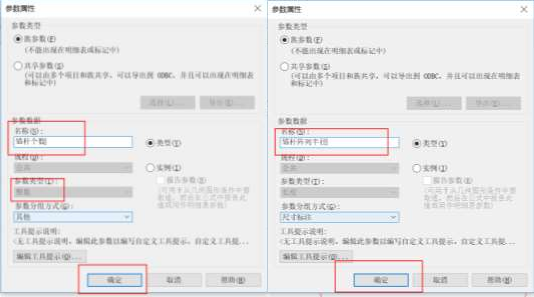 参数属性
参数类型
族参数(F)
(不能出现在明细表或标记中)
共享参数(S)
(可以由多个项目和族共享，可以导出到 ODBC，并且可以出现在明细表和标记中)
选择(L)...
导出(E)...
参数数据
名称(N):
锚杆个数
类型(Y)
规程(D):
公共
实例(I)
参数类型(T):
整数
报告参数(R)
(可用于从几何图形条件中提取值，然后在公式中报告此值或用作明细表参数)
参数分组方式(G):
其他
工具提示说明:
<无工具提示说明。编辑此参数以编写自定义工具提示。自定义工具提...
编辑工具提示(O)...
确定
取消
帮助(H)
参数属性
参数类型
族参数(F)
(不能出现在明细表或标记中)
共享参数(S)
(可以由多个项目和族共享，可以导出到 ODBC，并且可以出现在明细表和标记中)
选择(L)...
导出(E)...
参数数据
名称(N):
锚杆阵列半径
类型(Y)
规程(D):
公共
实例(I)
参数类型(T):
长度
报告参数(R)
(可用于从几何图形条件中提取值，然后在公式中报告此值或用作明细表参数)
参数分组方式(G):
尺寸标注
工具提示说明:
<无工具提示说明。编辑此参数以编写自定义工具提示。自定义工具提...
编辑工具提示(O)...
确定
取消
帮助(H)